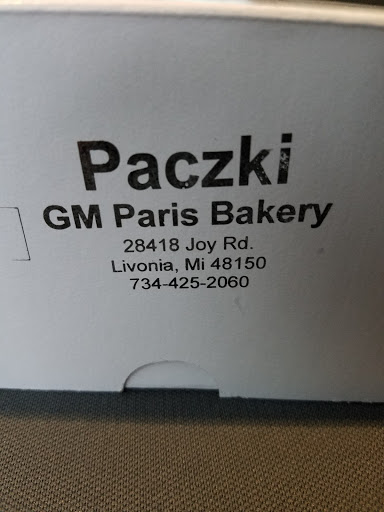 Paczki
GM Paris Bakery
28418 Joy Rd.
Livonia, Mi 48150
734-425-2060